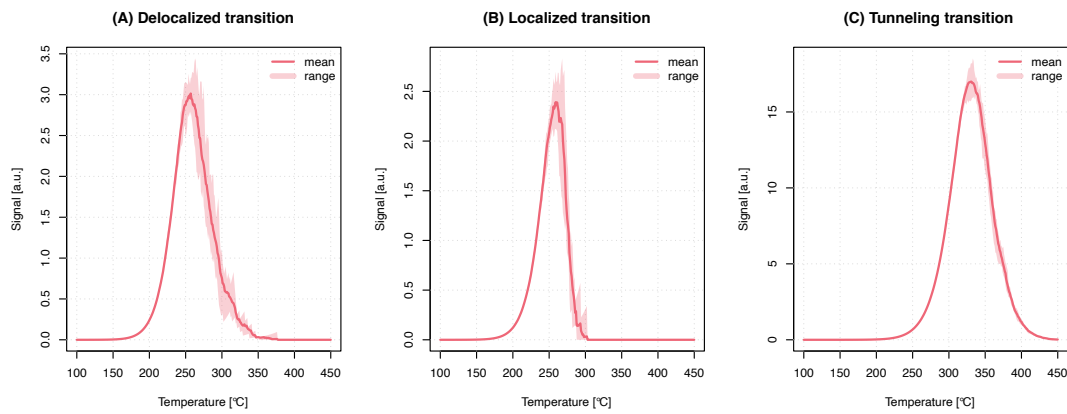 (A) Delocalized transition
mean
range
Signal [a.u.]
0.0 0.5 1.0 1.5 2.0 2.5 3.0 3.5
100 150 200 250 300 350 400 450
Temperature [°C]
(B) Localized transition
mean
range
Signal [a.u.]
0.0 0.5 1.0 1.5 2.0 2.5
100 150 200 250 300 350 400 450
Temperature [°C]
(C) Tunneling transition
mean
range
Signal [a.u.]
0 5 10 15
100 150 200 250 300 350 400 450
Temperature [°C]